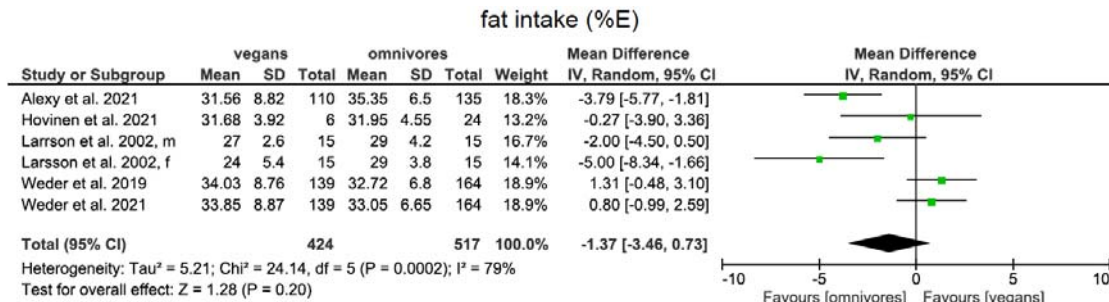 fat intake (%E)
vegans omnivores Mean Difference Mean Difference
Study or Subgroup Mean SD Total Mean SD Total Weight IV, Random, 95% CI IV, Random, 95% CI
Alexy et al. 2021 31.56 8.82 110 35.35 6.5 135 18.3% -3.79 [-5.77, -1.81]
Hovinen et al. 2021 31.68 3.92 6 31.95 4.55 24 13.2% -0.27 [-3.90, 3.36]
Larrson et al. 2002, m 27 2.6 15 29 4.2 15 16.7% -2.00 [-4.50, 0.50]
Larsson et al. 2002, f 24 5.4 15 29 3.8 15 14.1% -5.00 [-8.34, -1.66]
Weder et al. 2019 34.03 8.76 139 32.72 6.8 164 18.9% 1.31 [-0.48, 3.10]
Weder et al. 2021 33.85 8.87 139 33.05 6.65 164 18.9% 0.80 [-0.99, 2.59]
Total (95% CI) 424 517 100.0% -1.37 [-3.46, 0.73]
Heterogeneity: Tau² = 5.21; Chi² = 24.14, df = 5 (P = 0.0002); I² = 79%
Test for overall effect: Z = 1.28 (P = 0.20)
-10 -5 0 5 10
Favours [omnivores] Favours [vegans]